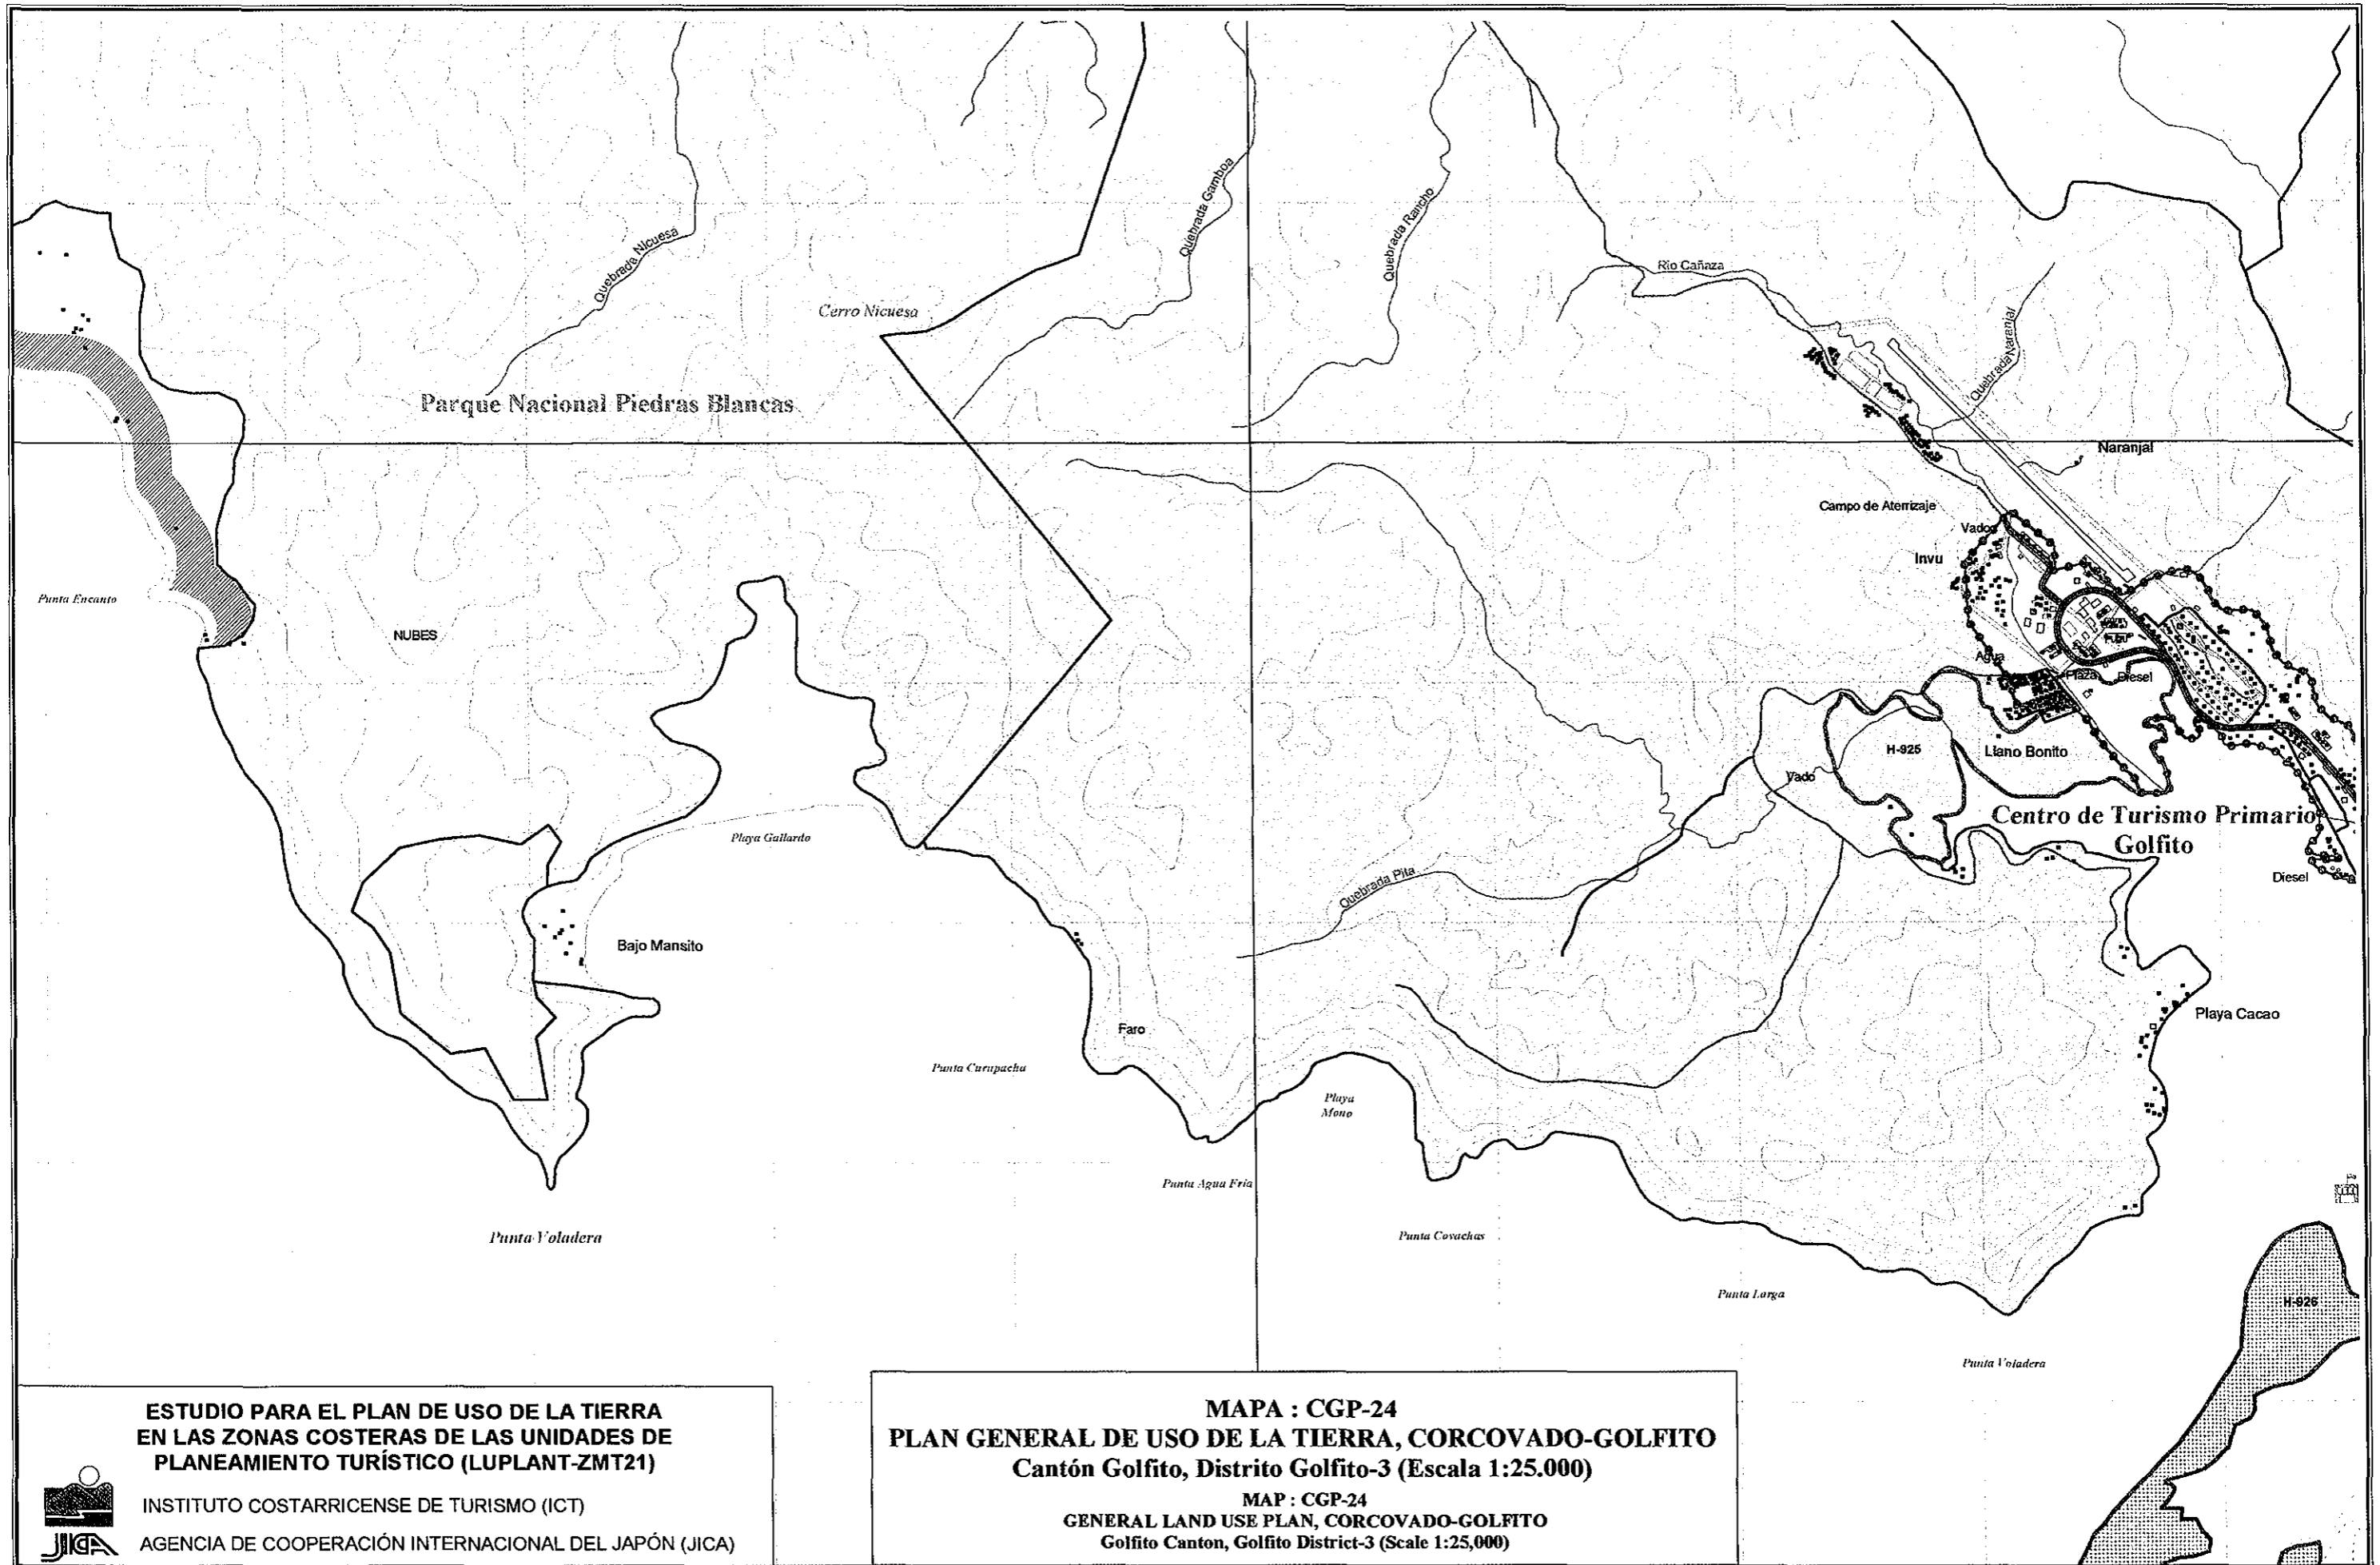 Quebrada Nicuesa
Quebrada Gamboa
Quebrada Rancho
Río Cañaza
Quebrada Naranjal
Cerro Nicuesa
Parque Nacional Piedras Blancas
Naranjal
Campo de Aterrizaje
Vado
Invu
Punta Encanto
NUBES
Agua
Plaza
Diesel
H-925
Llano Bonito
Vado
Centro de Turismo Primario
Golfito
Playa Gallardo
Quebrada Pita
Diesel
Bajo Mansito
Faro
Playa Cacao
Punta Curupacha
Playa
Mono
Punta Agua Fría
Punta Voladera
Punta Covachas
Punta Larga
H-926
Punta Voladera
ESTUDIO PARA EL PLAN DE USO DE LA TIERRA
EN LAS ZONAS COSTERAS DE LAS UNIDADES DE
PLANEAMIENTO TURÍSTICO (LUPLANT-ZMT21)
INSTITUTO COSTARRICENSE DE TURISMO (ICT)
JICA
AGENCIA DE COOPERACIÓN INTERNACIONAL DEL JAPÓN (JICA)
MAPA : CGP-24
PLAN GENERAL DE USO DE LA TIERRA, CORCOVADO-GOLFITO
Cantón Golfito, Distrito Golfito-3 (Escala 1:25.000)
MAP : CGP-24
GENERAL LAND USE PLAN, CORCOVADO-GOLFITO
Golfito Canton, Golfito District-3 (Scale 1:25,000)